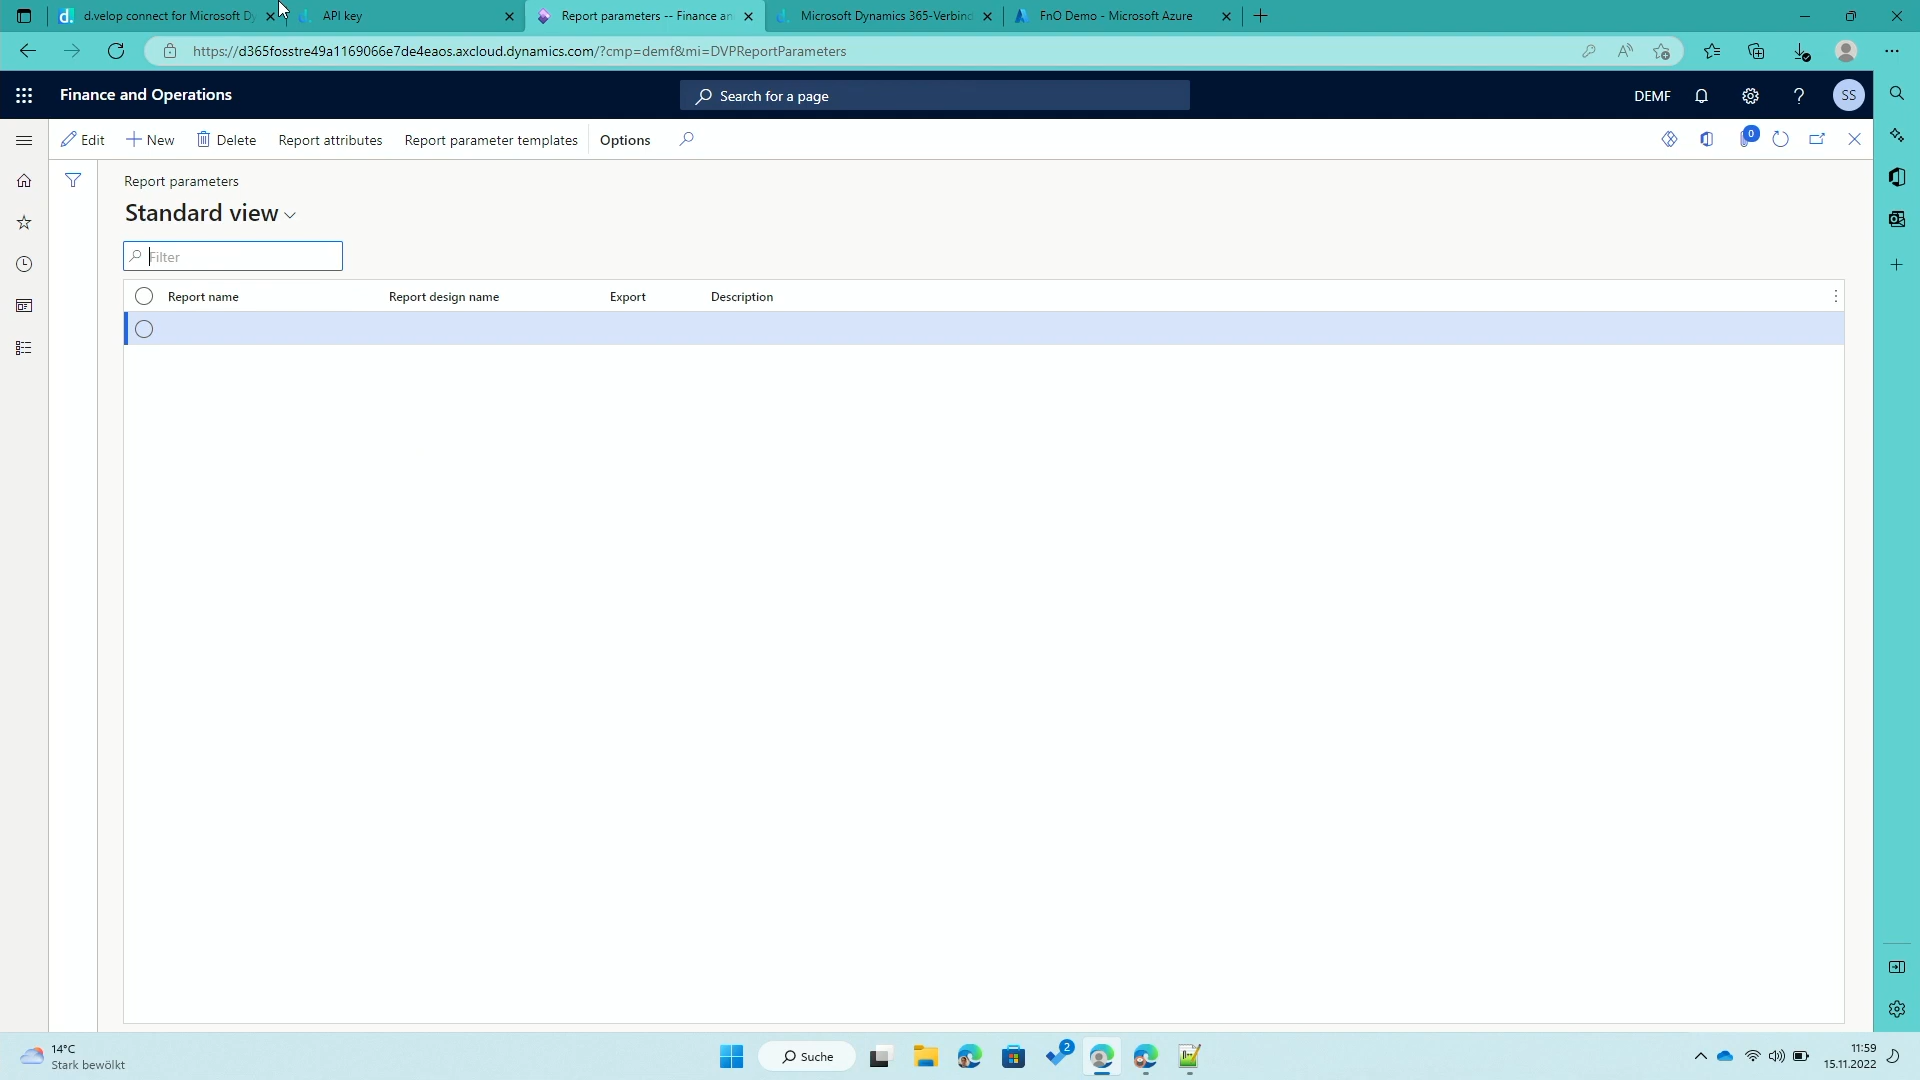 d. d.velop connect for Microsoft Dy
API key
Report parameters -- Finance an
Microsoft Dynamics 365-Verbind
FnO Demo - Microsoft Azure
https://d365fosstre49a1169066e7de4eaos.axcloud.dynamics.com/?cmp=demf&mi=DVPReportParameters
Finance and Operations
Search for a page
DEMF
SS
Edit
New
Delete
Report attributes
Report parameter templates
Options
0
Report parameters
Standard view
Filter
Report name
Report design name
Export
Description
14°C
Stark bewölkt
Suche
2
11:59
15.11.2022